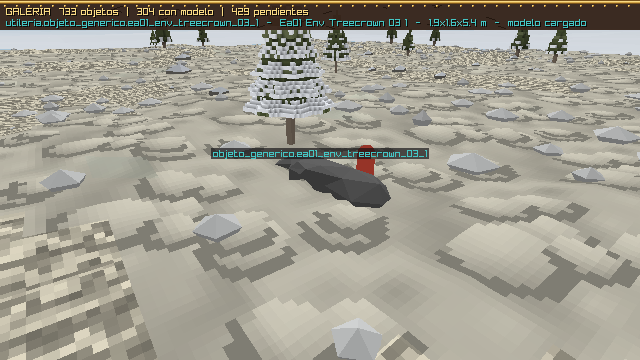 GALERIA  733 objetos | 304 con modelo | 429 pendientes
utileria:objeto_generico.ea01_env_treecrown_03_1 - Ea01 Env Treecrown 03 1 - 1.9x1.6x5.4 m - modelo cargado
objeto_generico.ea01_env_treecrown_03_1